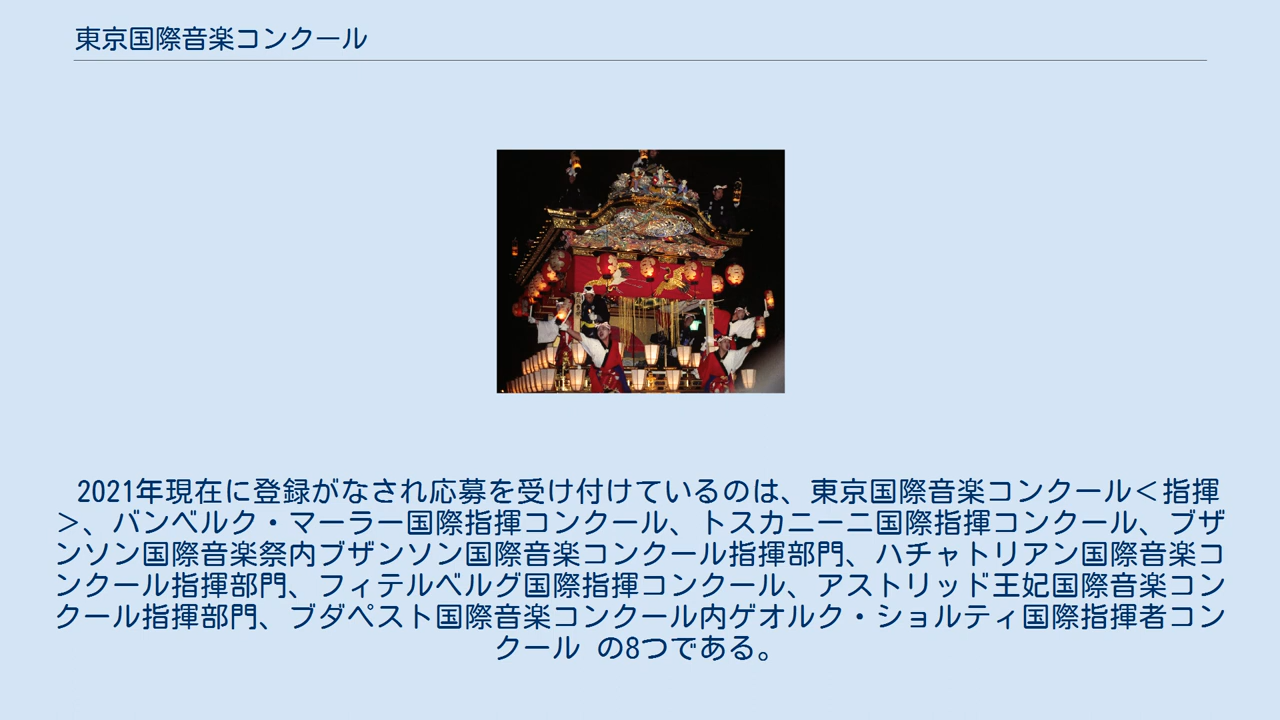 東京国際音楽コンクール
2021年現在に登録がなされ応募を受け付けているのは、東京国際音楽コンクール＜指揮
＞、バンベルク・マーラー国際指揮コンクール、トスカニーニ国際指揮コンクール、ブザ
ンソン国際音楽祭内ブザンソン国際音楽コンクール指揮部門、ハチャトリアン国際音楽コ
ンクール指揮部門、フィテルベルグ国際指揮コンクール、アストリッド王妃国際音楽コン
クール指揮部門、ブダペスト国際音楽コンクール内ゲオルク・ショルティ国際指揮者コン
クール の8つである。